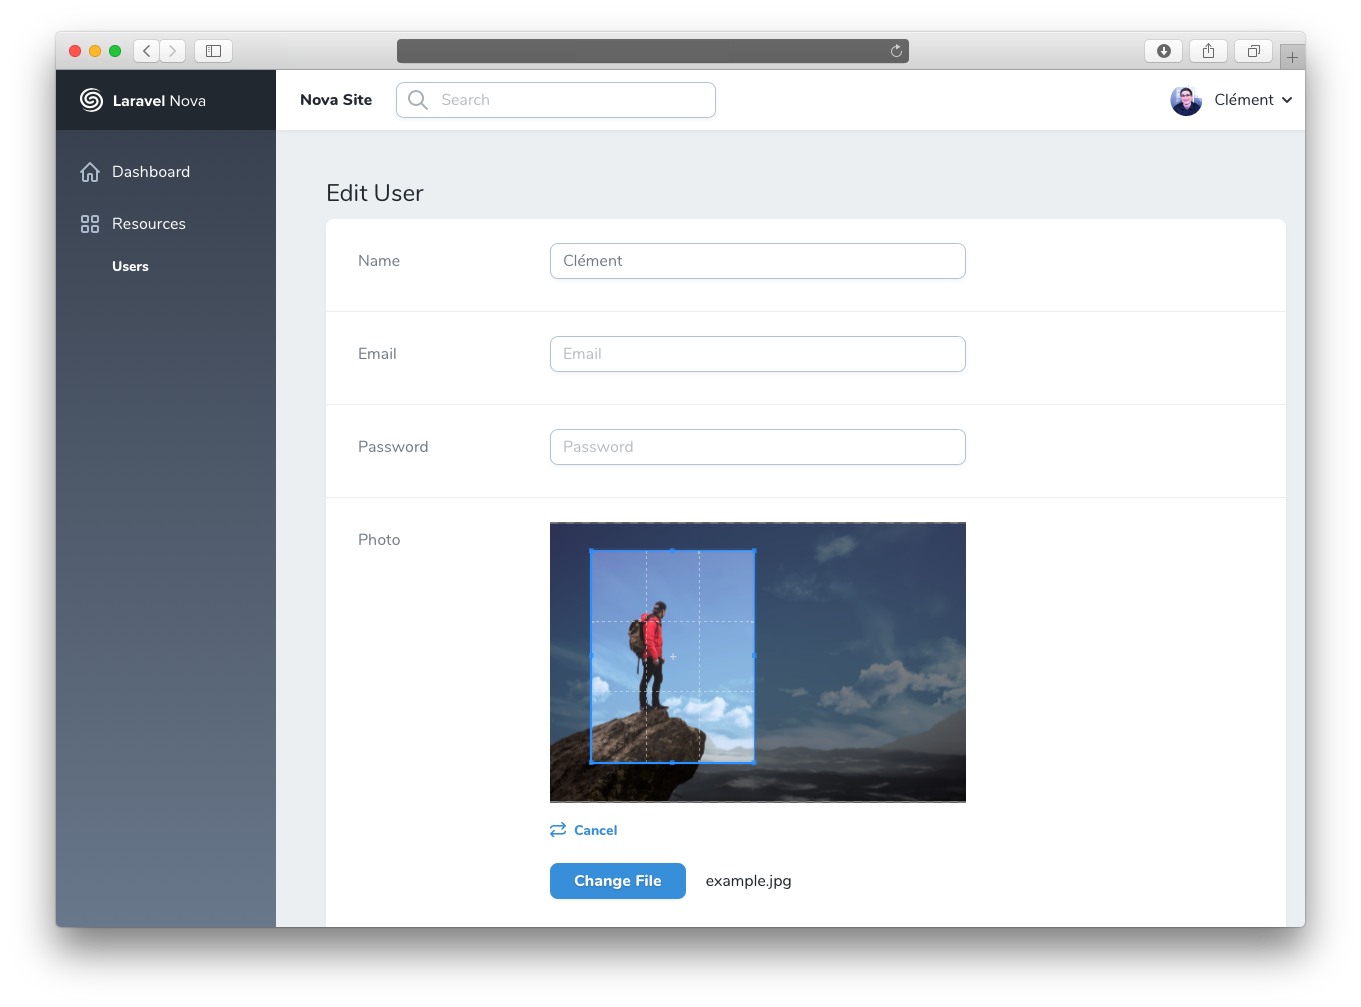 Laravel Nova
Nova Site
Search
Clément
Dashboard
Resources
Users
Edit User
Name
Clément
Email
Email
Password
Password
Photo
Cancel
Change File
example.jpg